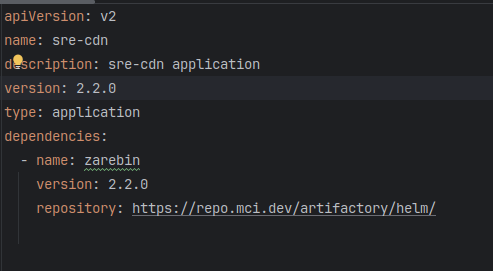 apiVersion: v2
name: sre-cdn
description: sre-cdn application
version: 2.2.0
type: application
dependencies:
  - name: zarebin
    version: 2.2.0
    repository: https://repo.mci.dev/artifactory/helm/